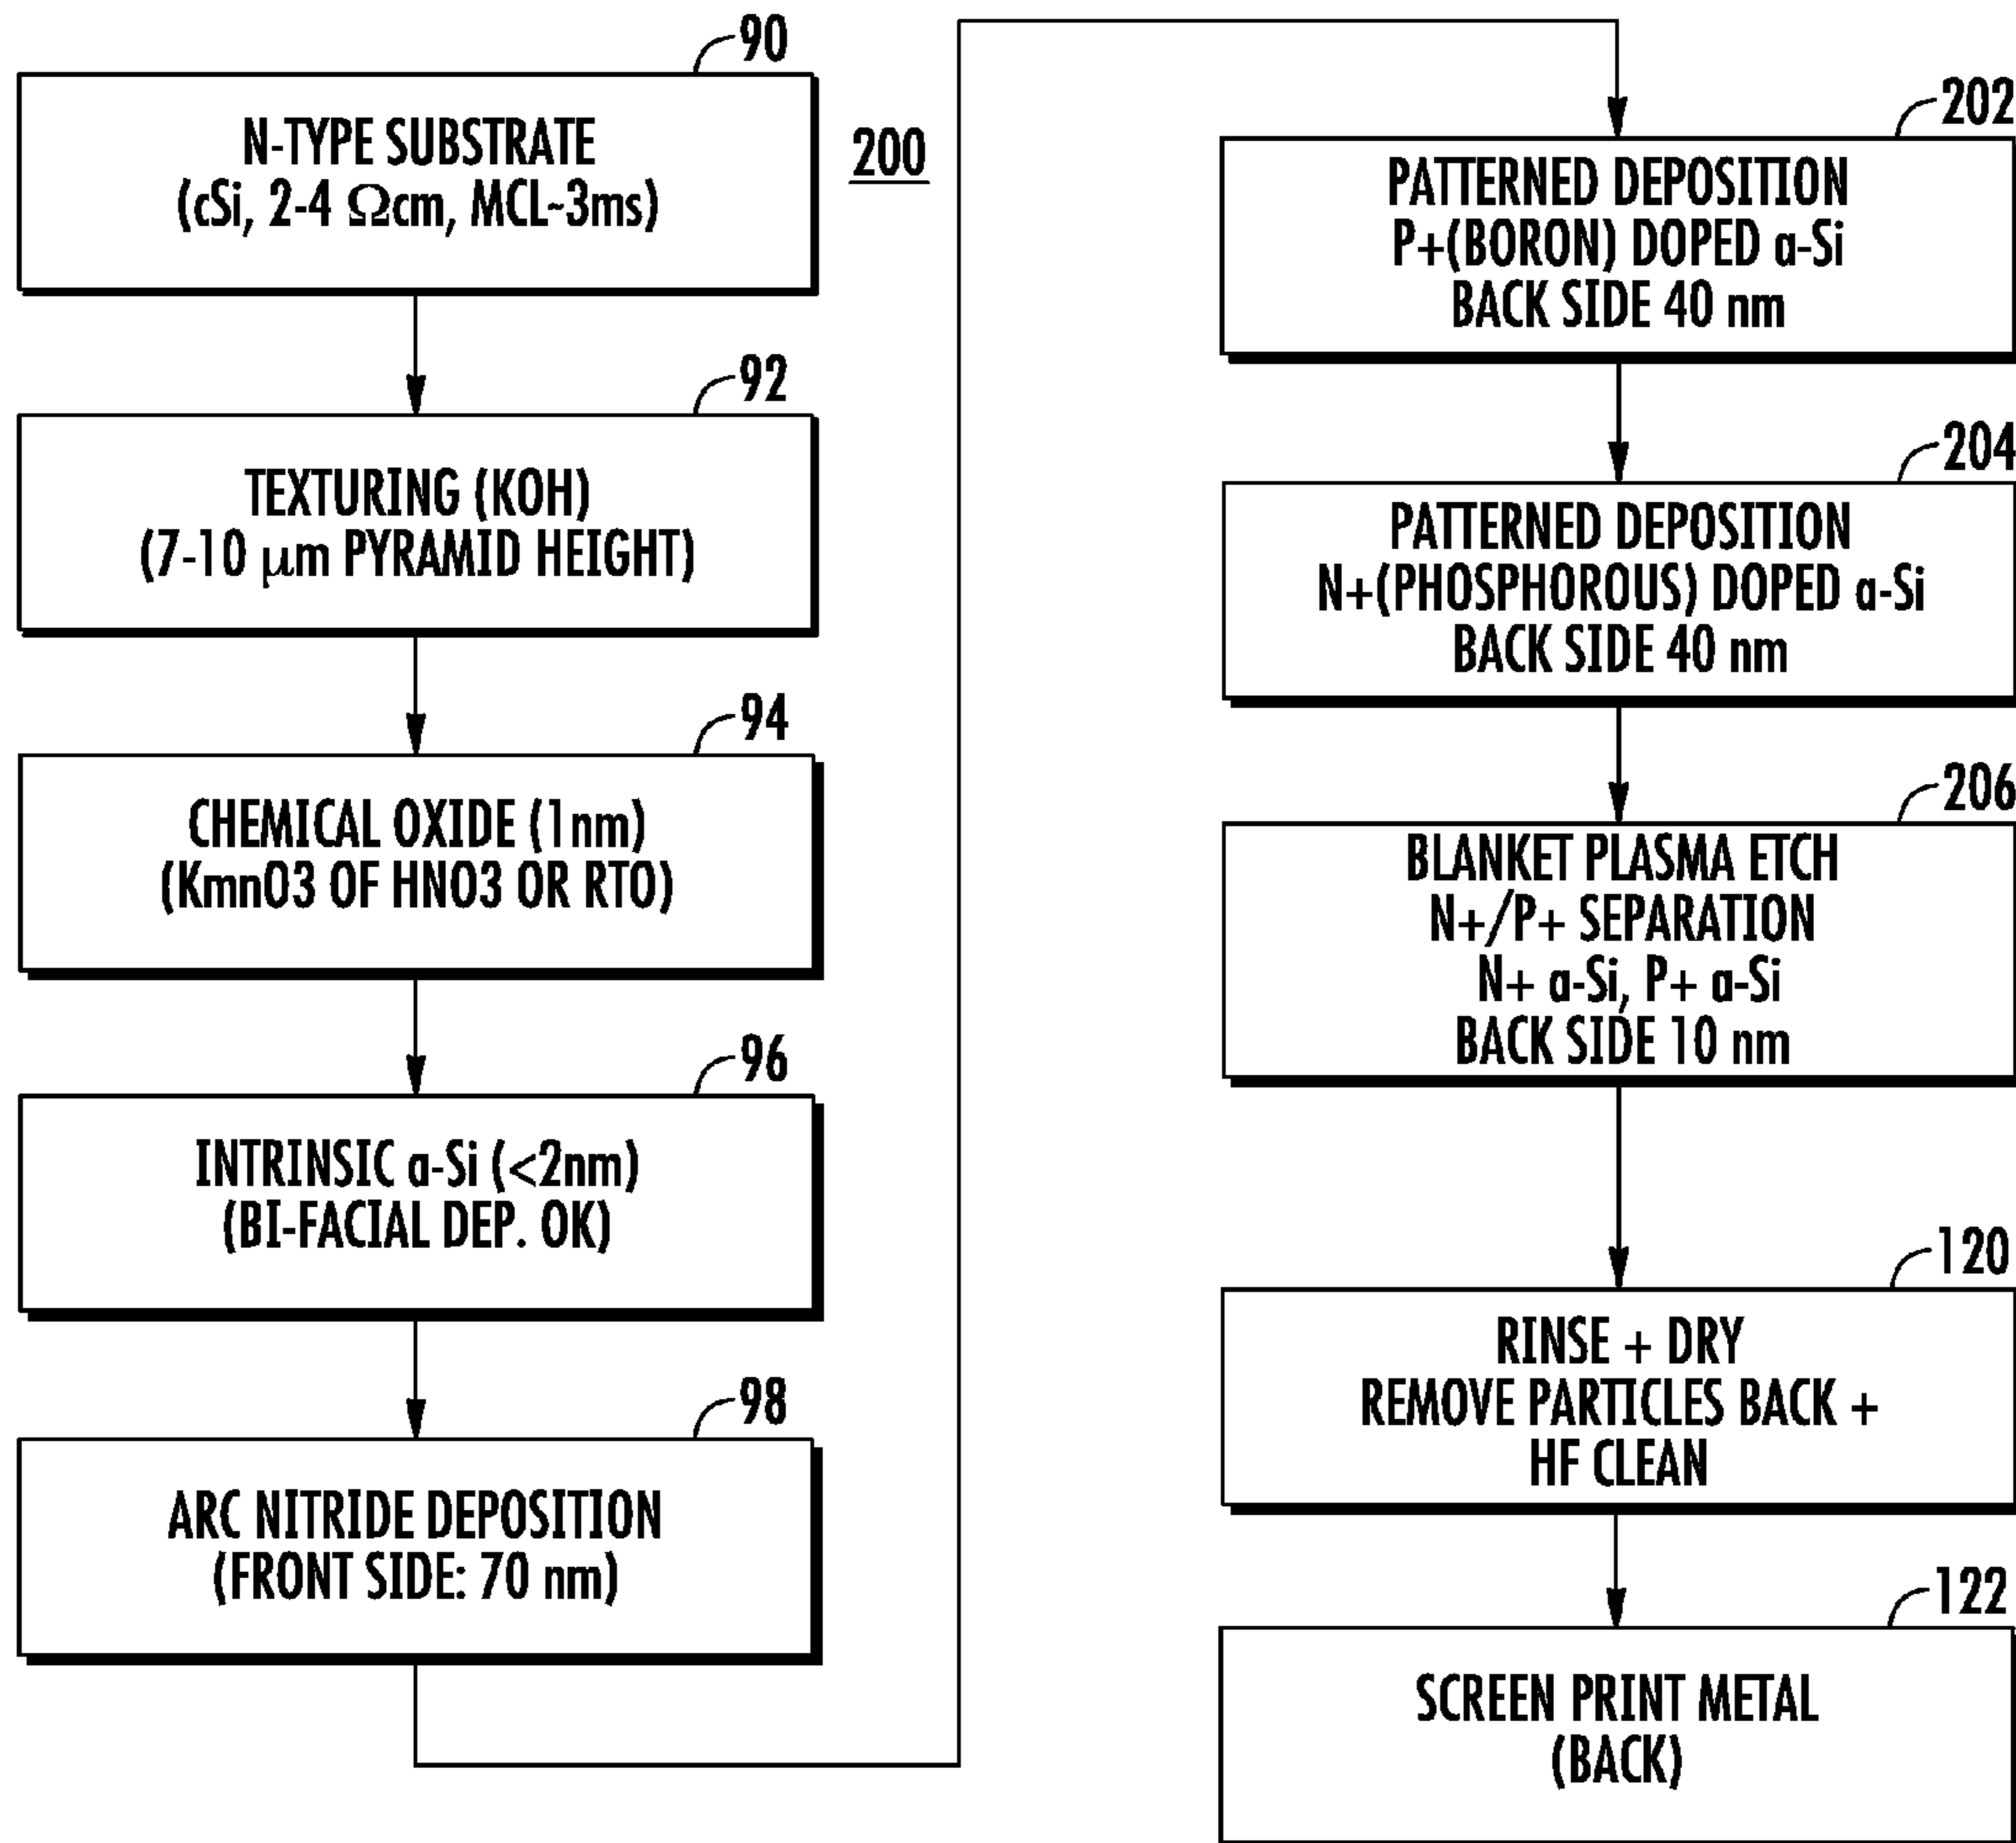 90
N-TYPE SUBSTRATE
(cSi, 2-4 Ωcm, MCL~3ms)
92
TEXTURING (KOH)
(7-10 μm PYRAMID HEIGHT)
94
CHEMICAL OXIDE (1nm)
(KmnO3 OF HNO3 OR RTO)
96
INTRINSIC a-Si (<2nm)
(BI-FACIAL DEP. OK)
98
ARC NITRIDE DEPOSITION
(FRONT SIDE: 70 nm)
200
202
PATTERNED DEPOSITION
P+(BORON) DOPED a-Si
BACK SIDE 40 nm
204
PATTERNED DEPOSITION
N+(PHOSPHOROUS) DOPED a-Si
BACK SIDE 40 nm
206
BLANKET PLASMA ETCH
N+/P+ SEPARATION
N+ a-Si, P+ a-Si
BACK SIDE 10 nm
120
RINSE + DRY
REMOVE PARTICLES BACK +
HF CLEAN
122
SCREEN PRINT METAL
(BACK)